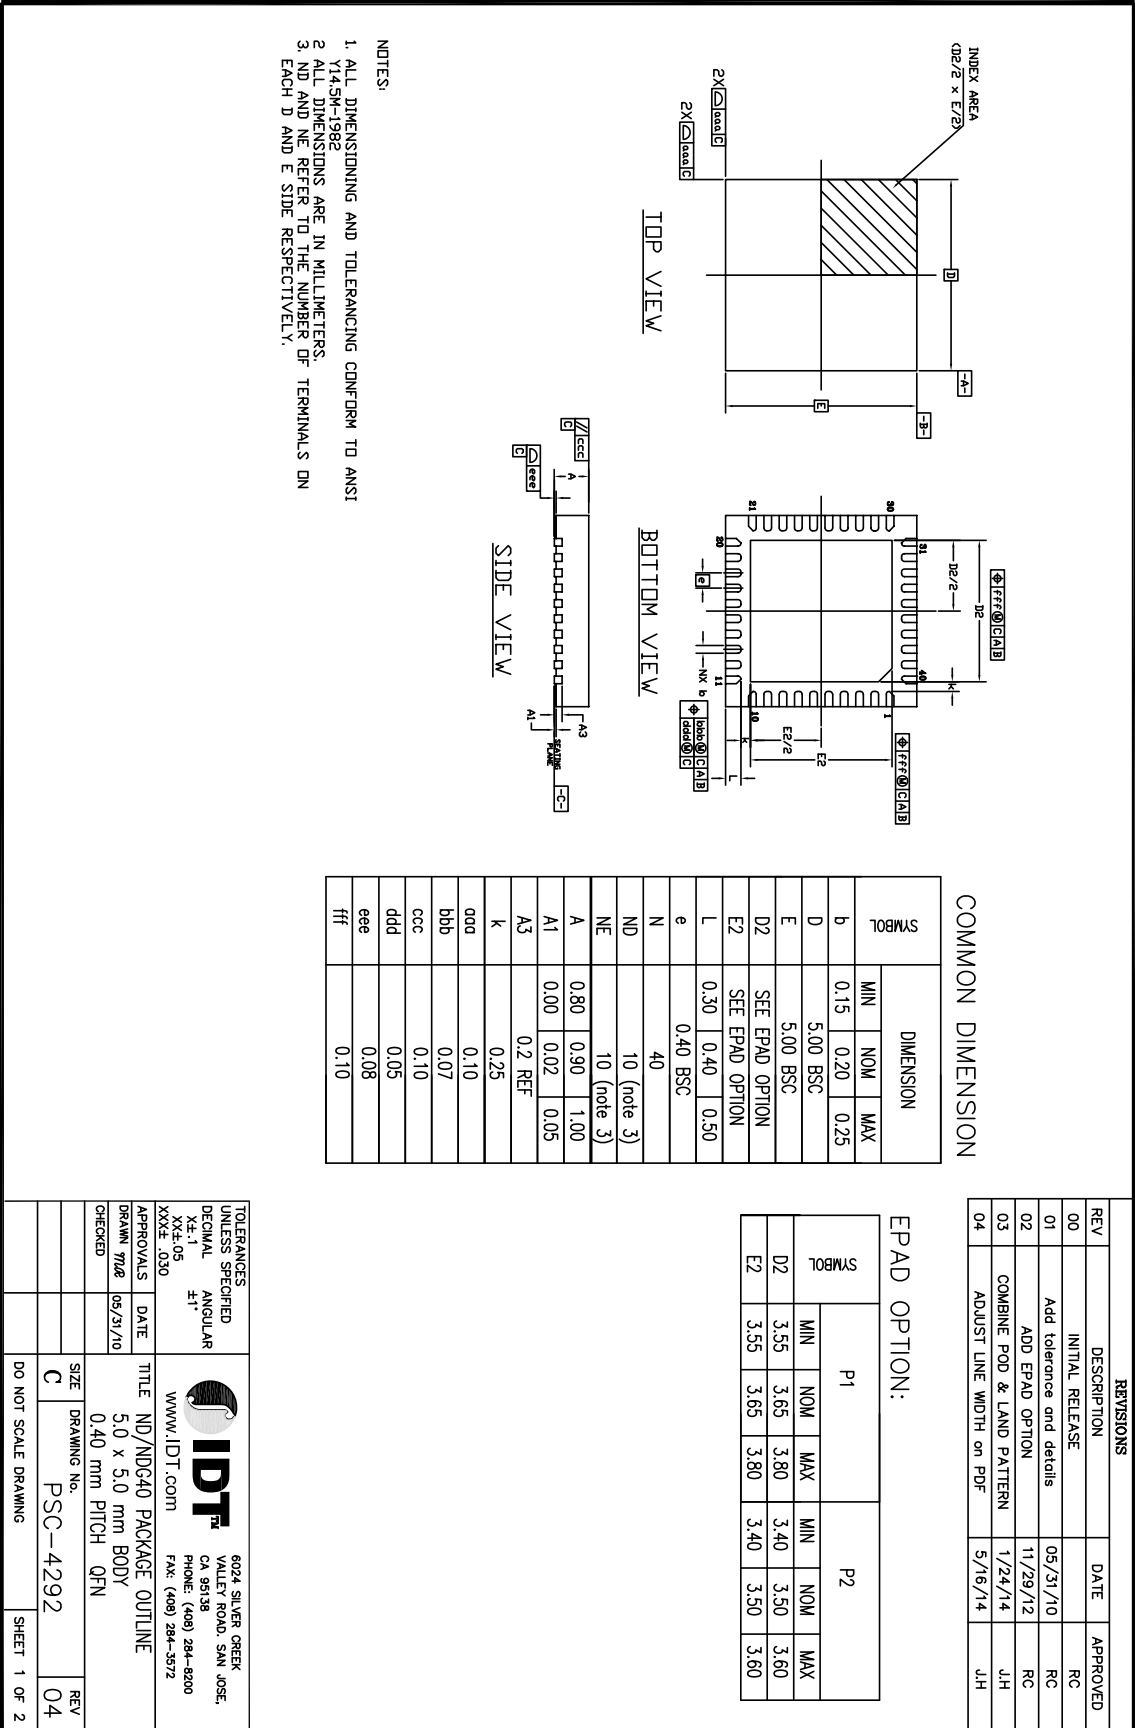 INDEX AREA
(D2/2 x E/2)
D
-A-
-B-
E
2X aaa C
2X aaa C
TOP VIEW
fff M C A B
D2
D2/2
k
30
31
40
1
21
20
11
10
fff M C A B
E2
E2/2
k
L
e
NX b
bbb M C A B
ddd M C
BOTTOM VIEW
// ccc C
eee C
A
A3
A1
SEATING PLANE
-C-
SIDE VIEW
NOTES:
1. ALL DIMENSIONING AND TOLERANCING CONFORM TO ANSI
Y14.5M-1982
2 ALL DIMENSIONS ARE IN MILLIMETERS.
3. ND AND NE REFER TO THE NUMBER OF TERMINALS ON
EACH D AND E SIDE RESPECTIVELY.
COMMON DIMENSION
SYMBOL DIMENSION
MIN NOM MAX
b 0.15 0.20 0.25
D 5.00 BSC
E 5.00 BSC
D2 SEE EPAD OPTION
E2 SEE EPAD OPTION
L 0.30 0.40 0.50
e 0.40 BSC
N 40
ND 10 (note 3)
NE 10 (note 3)
A 0.80 0.90 1.00
A1 0.00 0.02 0.05
A3 0.2 REF
k 0.25
aaa 0.10
bbb 0.07
ccc 0.10
ddd 0.05
eee 0.08
fff 0.10
REVISIONS
REV DESCRIPTION DATE APPROVED
00 INITIAL RELEASE RC
01 Add tolerance and details 05/31/10 RC
02 ADD EPAD OPTION 11/29/12 RC
03 COMBINE POD & LAND PATTERN 1/24/14 J.H
04 ADJUST LINE WIDTH on PDF 5/16/14 J.H
EPAD OPTION:
SYMBOL P1 P2
MIN NOM MAX MIN NOM MAX
D2 3.55 3.65 3.80 3.40 3.50 3.60
E2 3.55 3.65 3.80 3.40 3.50 3.60
TOLERANCES
UNLESS SPECIFIED
DECIMAL ANGULAR
X±.1 ±1°
XX±.05
XXX± .030
APPROVALS DATE
DRAWN 05/31/10
CHECKED
IDT™
www.IDT.com
6024 SILVER CREEK
VALLEY ROAD. SAN JOSE,
CA 95138
PHONE: (408) 284-8200
FAX: (408) 284-3572
TITLE ND/NDG40 PACKAGE OUTLINE
5.0 x 5.0 mm BODY
0.40 mm PITCH QFN
SIZE DRAWING No. REV
C PSC-4292 04
DO NOT SCALE DRAWING SHEET 1 OF 2